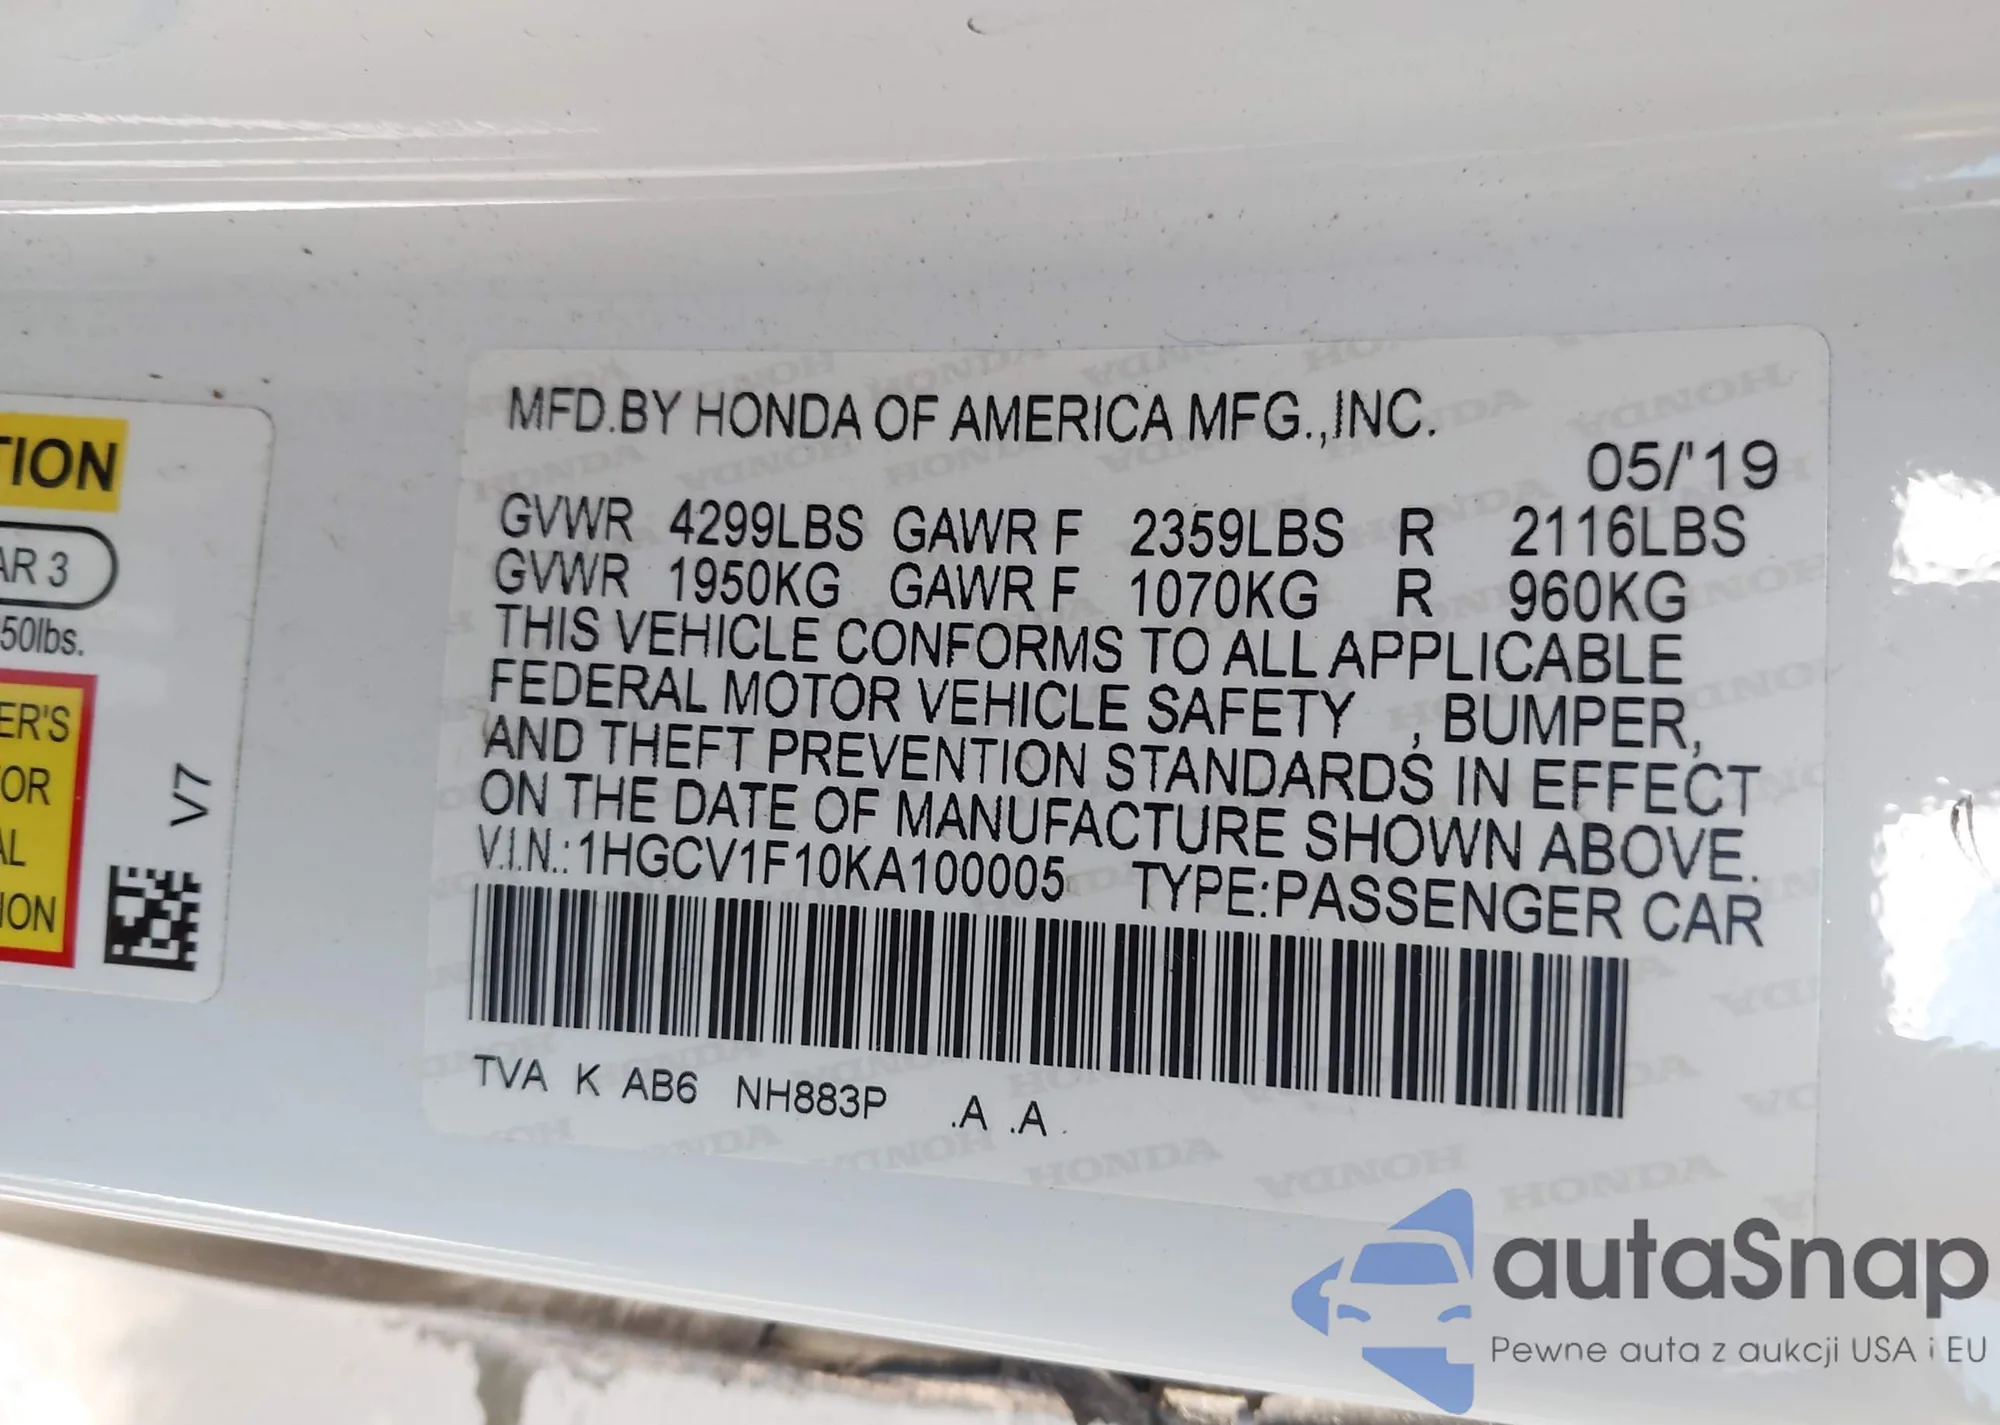 TION
AR 3
50lbs.
ER'S
OR
AL
ION
V7
MFD.BY HONDA OF AMERICA MFG.,INC.
05/'19
GVWR 4299LBS GAWR F 2359LBS R 2116LBS
GVWR 1950KG GAWR F 1070KG R 960KG
THIS VEHICLE CONFORMS TO ALL APPLICABLE
FEDERAL MOTOR VEHICLE SAFETY , BUMPER,
AND THEFT PREVENTION STANDARDS IN EFFECT
ON THE DATE OF MANUFACTURE SHOWN ABOVE.
V.I.N.:1HGCV1F10KA100005 TYPE:PASSENGER CAR
TVA K AB6 NH883P .A .A
autaSnap
Pewne auta z aukcji USA i EU